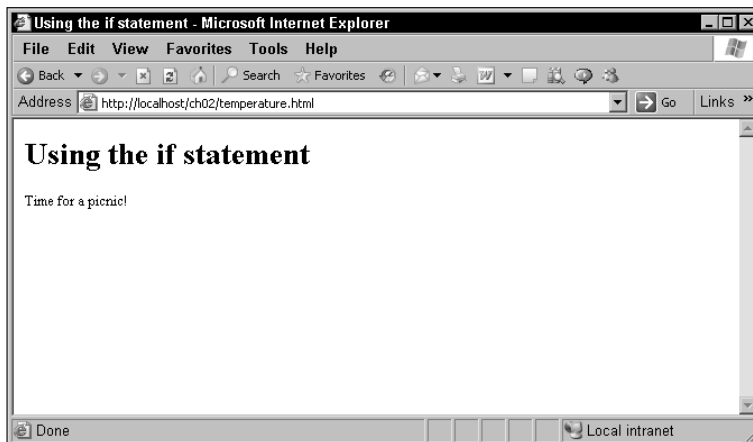 Using the if statement - Microsoft Internet Explorer
File Edit View Favorites Tools Help
Back Search Favorites W
Address http://localhost/ch02/temperature.html Go Links »
Using the if statement
Time for a picnic!
Done Local intranet